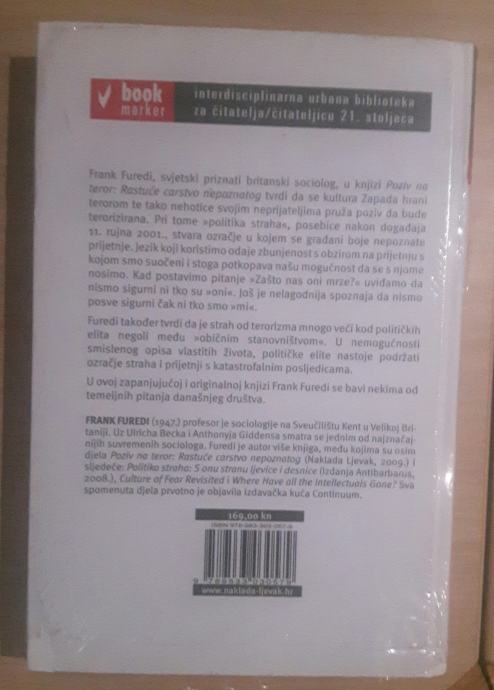 book
marker
interdisciplinarna urbana biblioteka
za čitatelja/čitateljicu 21. stoljeća
Frank Furedi, svjetski priznati britanski sociolog, u knjizi Poziv na
teror: Rastuće carstvo nepoznatog tvrdi da se kultura Zapada hrani
terorom te tako nehotice svojim neprijateljima pruža poziv da bude
terorizirana. Pri tome »politika straha«, posebice nakon događaja
11. rujna 2001., stvara ozračje u kojem se građani boje nepoznate
prijetnje. Jezik koji koristimo odaje zbunjenost s obzirom na prijetnju s
kojom smo suočeni i stoga potkopava našu mogućnost da se s njome
nosimo. Kad postavimo pitanje »Zašto nas oni mrze?« uviđamo da
nismo sigurni ni tko su »oni«. Još je nelagodnija spoznaja da nismo
posve sigurni čak ni tko smo »mi«.
Furedi također tvrdi da je strah od terorizma mnogo veći kod političkih
elita negoli među »običnim stanovništvom«. U nemogućnosti
smislenog opisa vlastitih života, političke elite nastoje podržati
ozračje straha i prijetnji s katastrofalnim posljedicama.
U ovoj zapanjujućoj i originalnoj knjizi Frank Furedi se bavi nekima od
temeljnih pitanja današnjeg društva.
FRANK FUREDI (1947.) profesor je sociologije na Sveučilištu Kent u Velikoj Bri-
taniji. Uz Ulricha Becka i Anthonyja Giddensa smatra se jednim od najznačaj-
nijih suvremenih sociologa. Furedi je autor više knjiga, među kojima su osim
djela Poziv na teror: Rastuće carstvo nepoznatog (Naklada Ljevak, 2009.) i
sljedeće: Politika straha: S onu stranu ljevice i desnice (Izdanja Antibarbarus,
2008.), Culture of Fear Revisited i Where Have all the Intellectuals Gone? Sva
spomenuta djela prvotno je objavila izdavačka kuća Continuum.
169,00 kn
ISBN 978-953-303-057-9
9 789533 030579
www.naklada-ljevak.hr